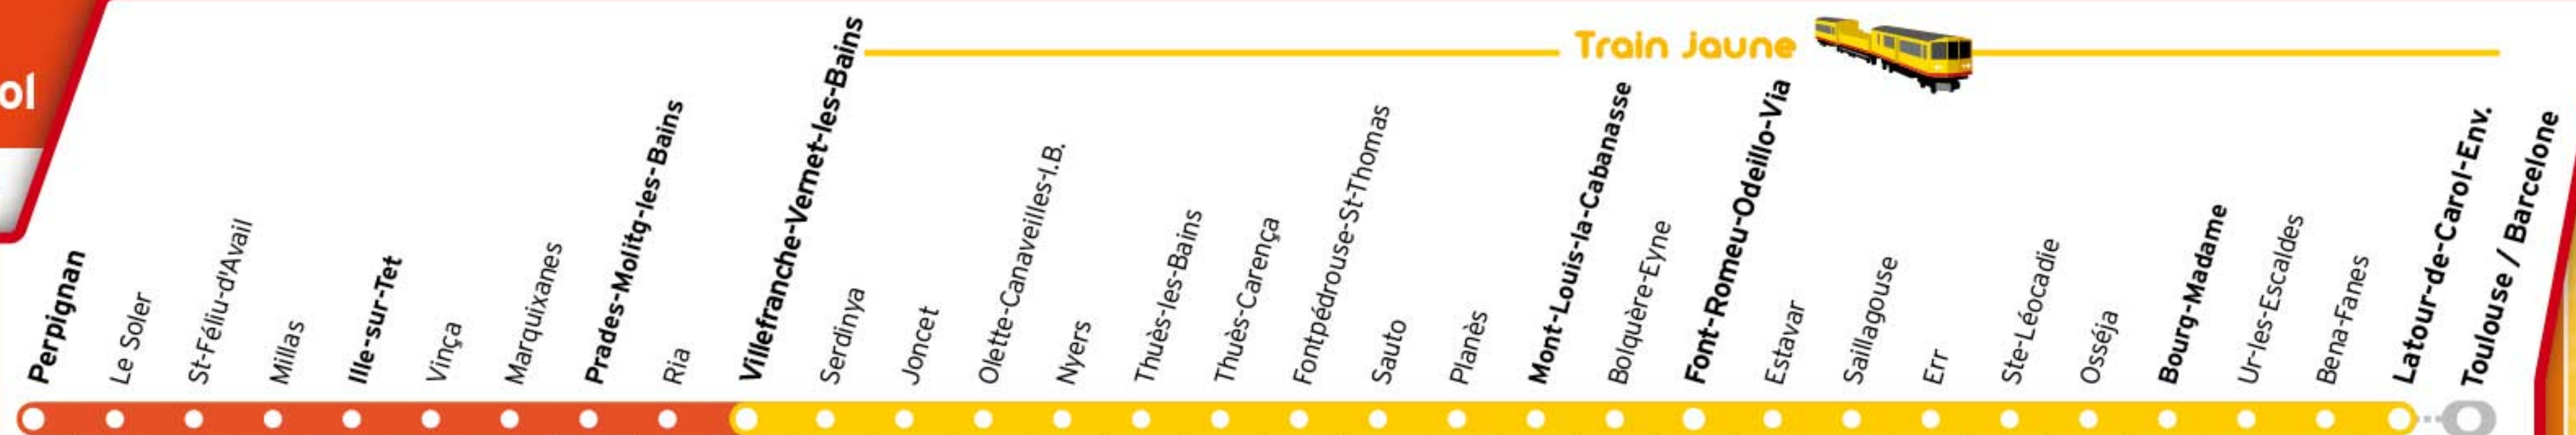 ol
Train jaune
Perpignan
Le Soler
St-Féliu-d'Avail
Millas
Ille-sur-Tet
Vinça
Marquixanes
Prades-Molitg-les-Bains
Ria
Villefranche-Vernet-les-Bains
Serdinya
Joncet
Olette-Canaveilles-l.B.
Nyers
Thuès-les-Bains
Thuès-Carença
Fontpédrouse-St-Thomas
Sauto
Planès
Mont-Louis-la-Cabanasse
Bolquère-Eyne
Font-Romeu-Odeillo-Via
Estavar
Saillagouse
Err
Ste-Léocadie
Osséja
Bourg-Madame
Ur-les-Escaldes
Bena-Fanes
Latour-de-Carol-Env.
Toulouse / Barcelone